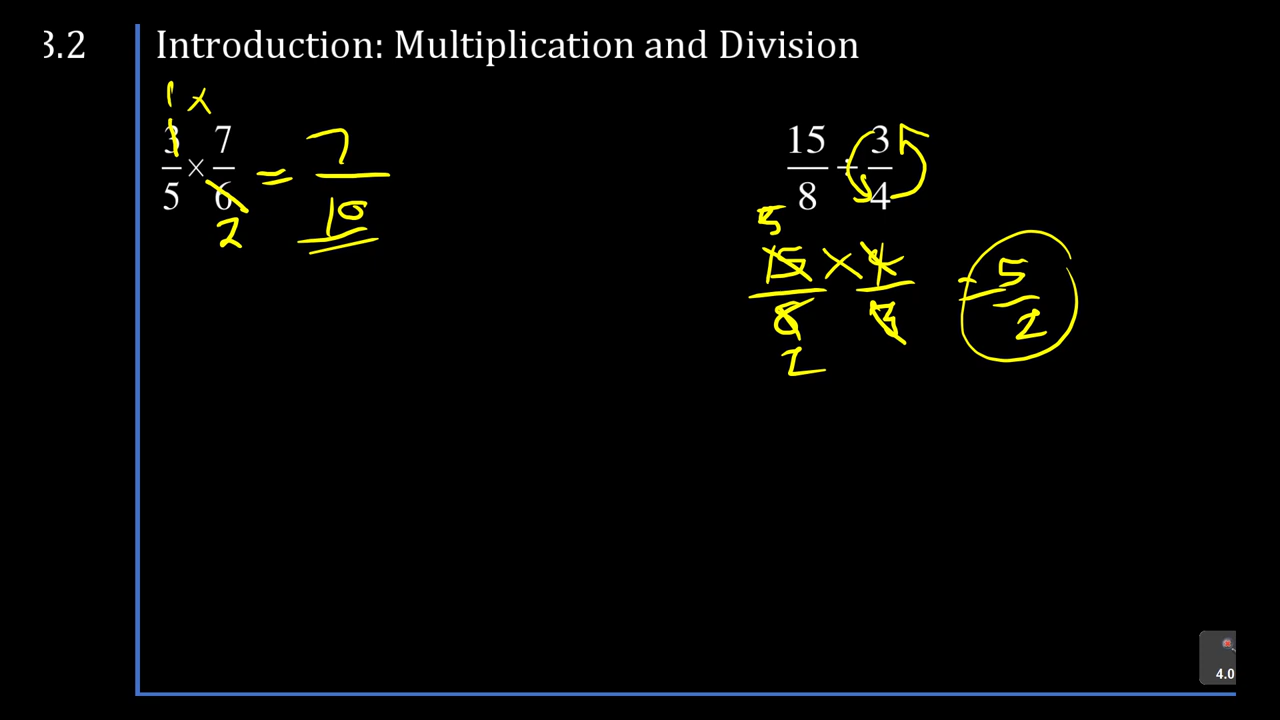 3.2 Introduction: Multiplication and Division
1 ×
3/5 × 7/6 = 7/10
2
15/8 ÷ 3/4
5
15/8 × 4/3 = 5/2
2
4.0